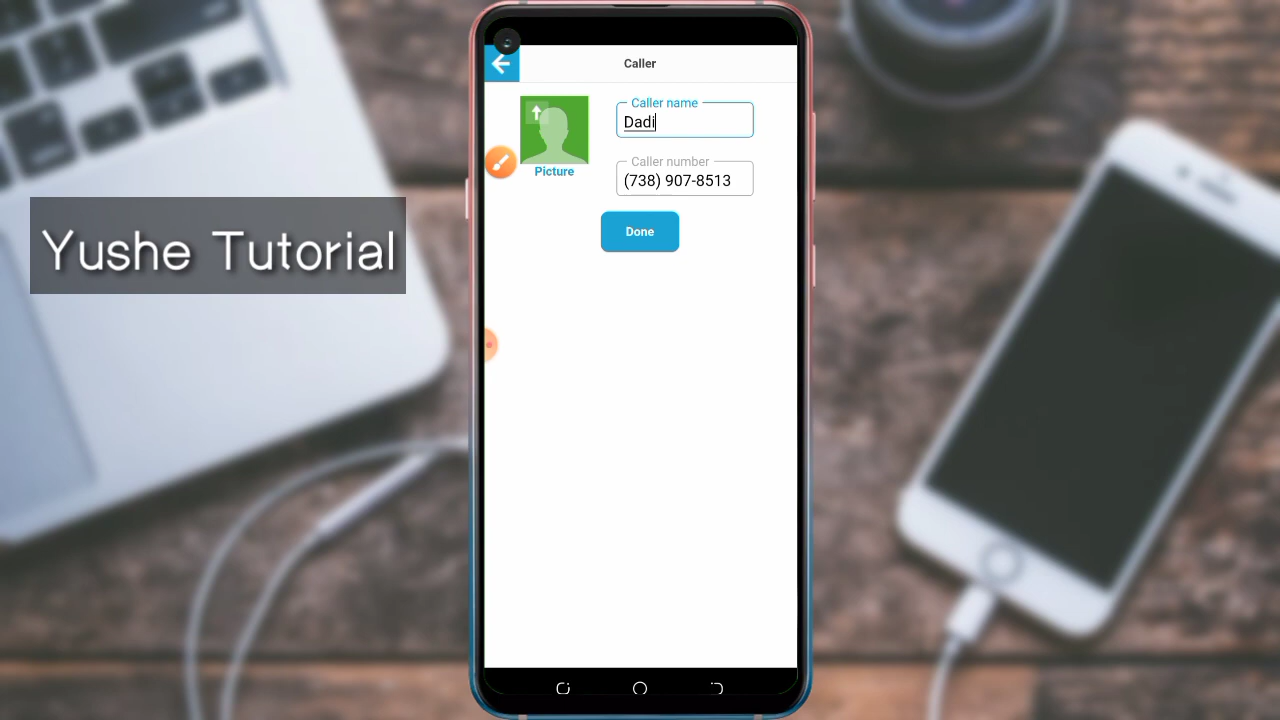 Caller
Caller name
Dadi
Picture
Caller number
(738) 907-8513
Done
Yushe Tutorial